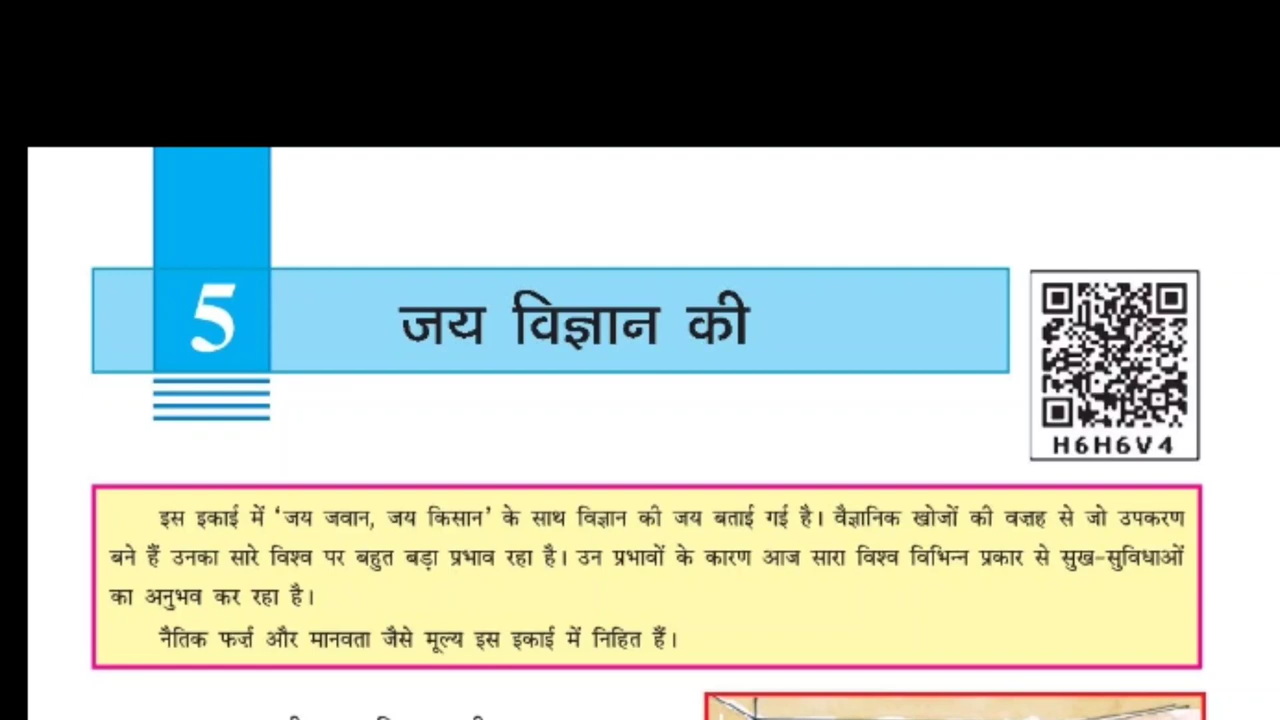 5
जय विज्ञान की
H6H6V4
इस इकाई में ‘जय जवान, जय किसान’ के साथ विज्ञान की जय बताई गई है। वैज्ञानिक खोजों की वज़ह से जो उपकरण
बने हैं उनका सारे विश्व पर बहुत बड़ा प्रभाव रहा है। उन प्रभावों के कारण आज सारा विश्व विभिन्न प्रकार से सुख-सुविधाओं
का अनुभव कर रहा है।
नैतिक फर्ज़ और मानवता जैसे मूल्य इस इकाई में निहित हैं।